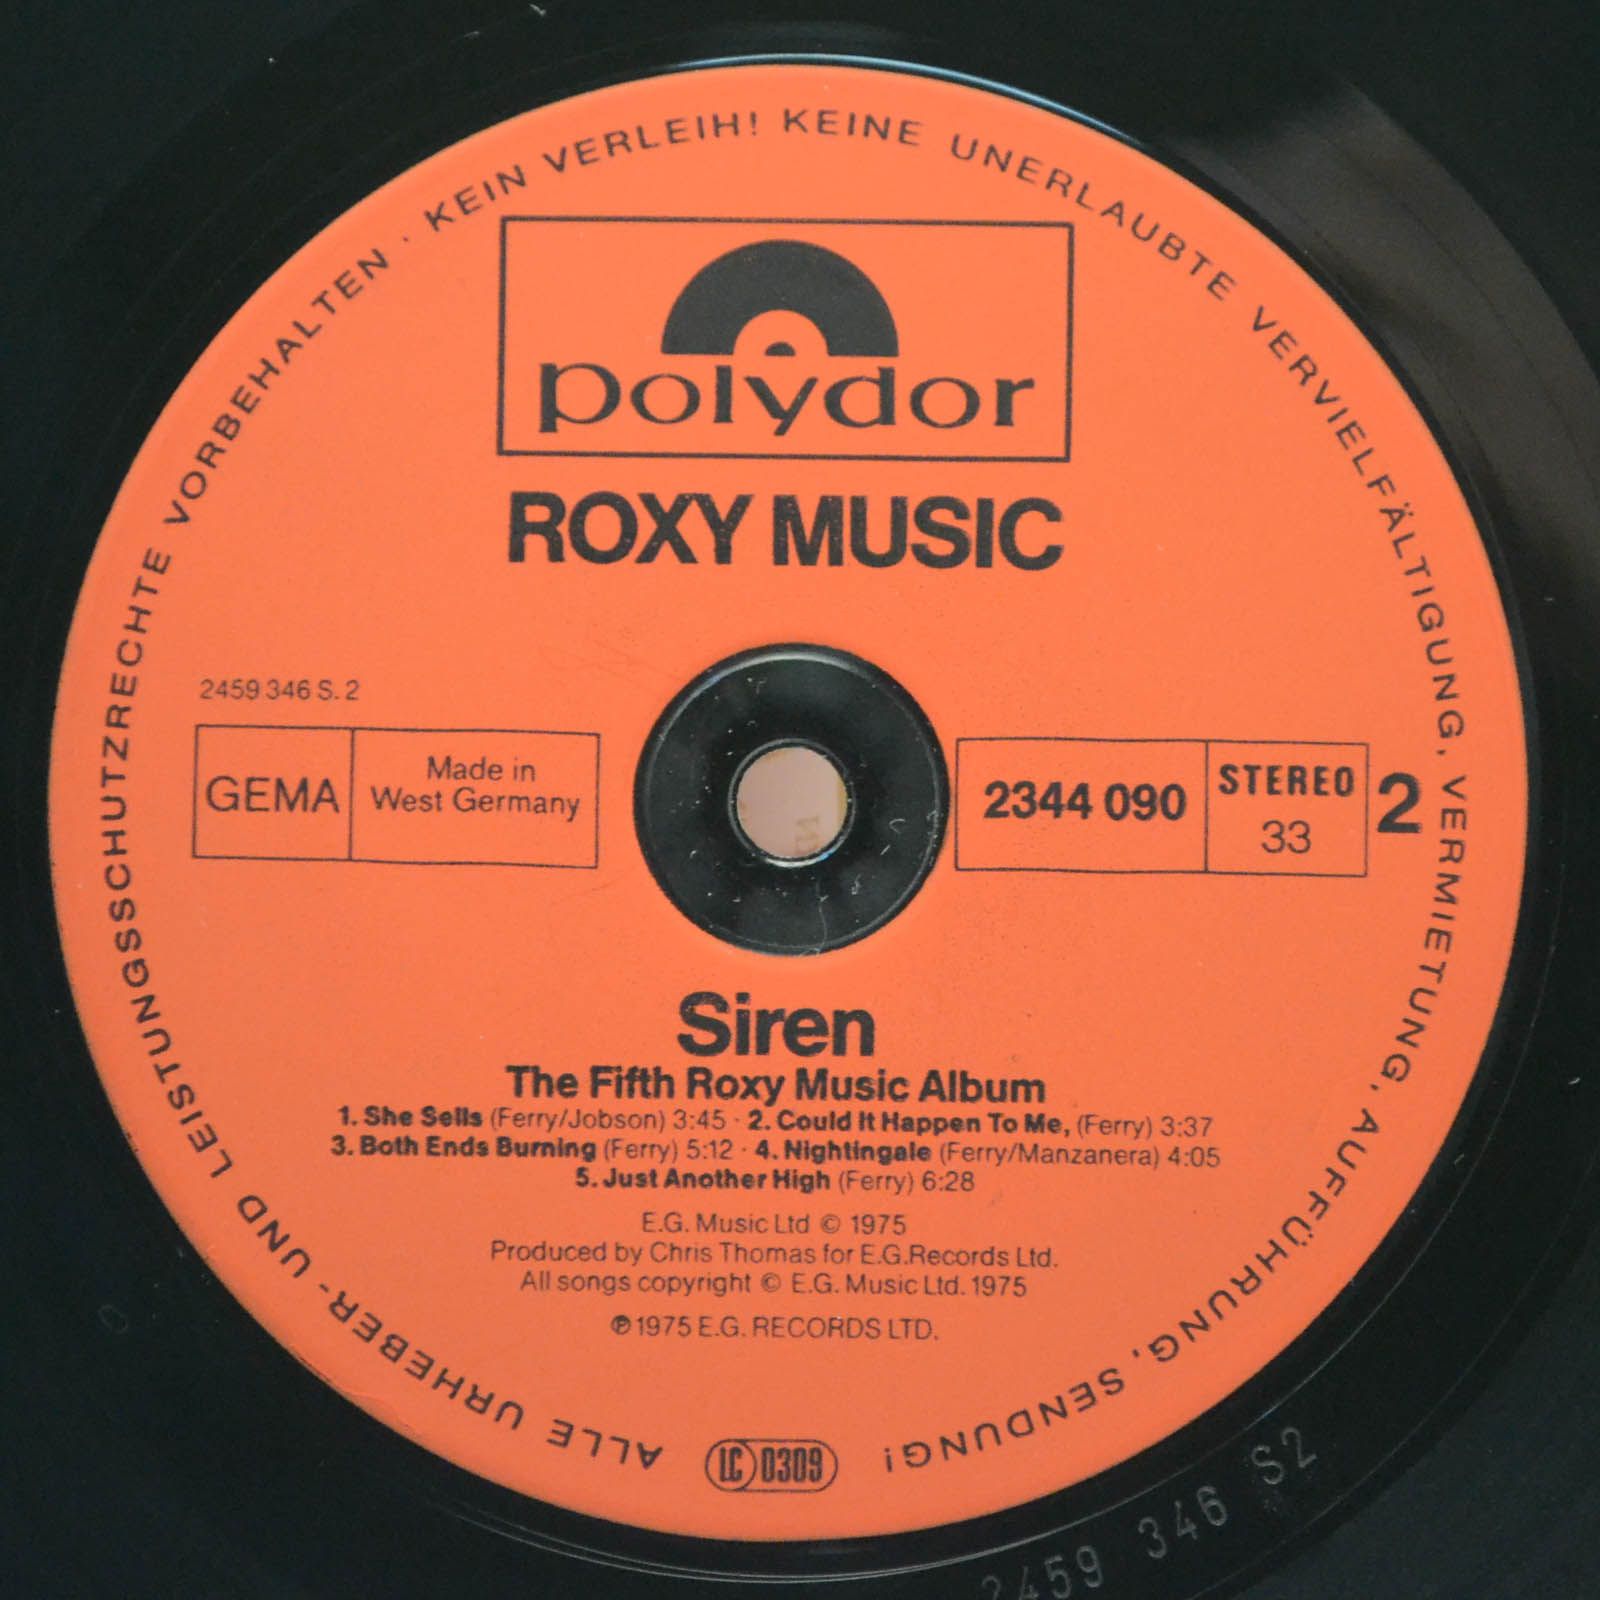 ALLE URHEBER- UND LEISTUNGSSCHUTZRECHTE VORBEHALTEN · KEIN VERLEIH! KEINE UNERLAUBTE VERVIELFÄLTIGUNG, VERMIETUNG, AUFFÜHRUNG, SENDUNG!
polydor
ROXY MUSIC
2459 346 S. 2
GEMA
Made in
West Germany
2344 090
STEREO
33
2
Siren
The Fifth Roxy Music Album
1. She Sells (Ferry/Jobson) 3:45 · 2. Could It Happen To Me, (Ferry) 3:37
3. Both Ends Burning (Ferry) 5:12 · 4. Nightingale (Ferry/Manzanera) 4:05
5. Just Another High (Ferry) 6:28
E.G. Music Ltd © 1975
Produced by Chris Thomas for E.G.Records Ltd.
All songs copyright © E.G. Music Ltd. 1975
℗ 1975 E.G. RECORDS LTD.
LC 0309
2459 346 S2